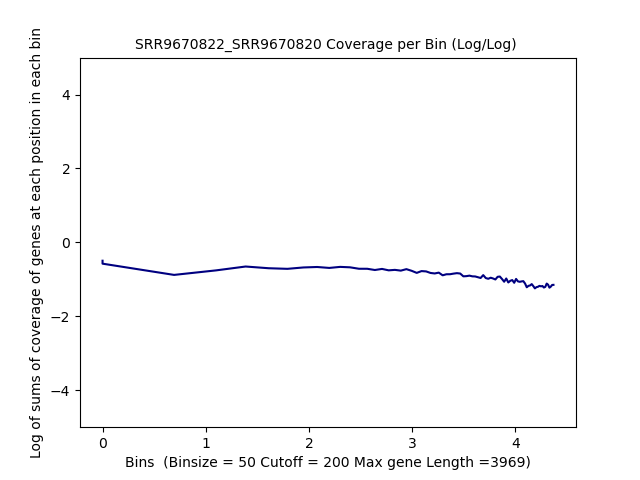 SRR9670822_SRR9670820 Coverage per Bin (Log/Log)
Log of sums of coverage of genes at each position in each bin
4
2
0
−2
−4
0 1 2 3 4
Bins  (Binsize = 50 Cutoff = 200 Max gene Length =3969)